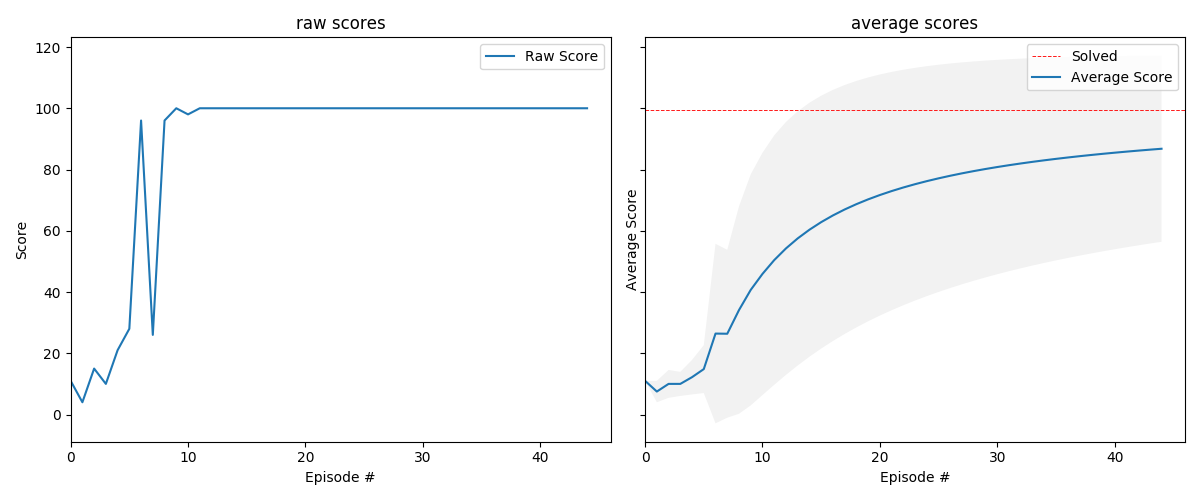 raw scores
Raw Score
120
100
80
60
40
20
0
Score
0 10 20 30 40
Episode #
average scores
Solved
Average Score
Average Score
0 10 20 30 40
Episode #